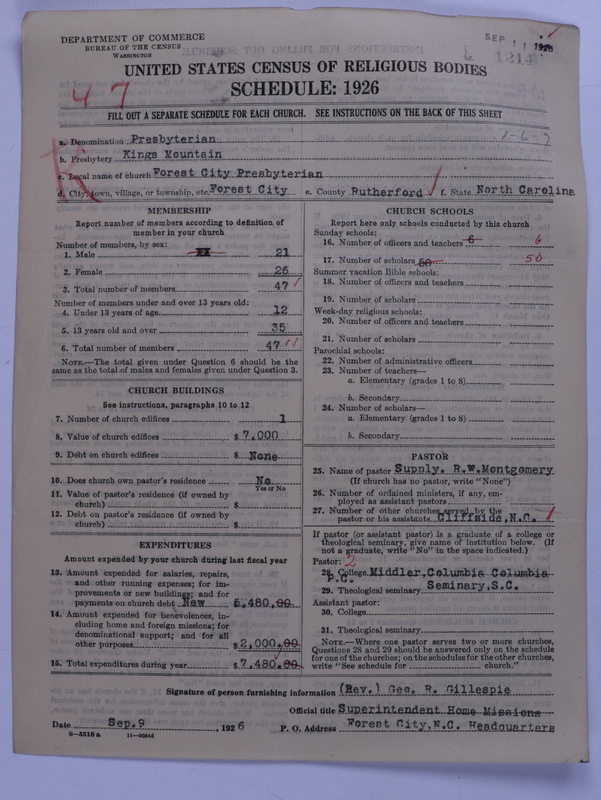 DEPARTMENT OF COMMERCE
BUREAU OF THE CENSUS
WASHINGTON
SEP 11 1926
1214
UNITED STATES CENSUS OF RELIGIOUS BODIES
SCHEDULE: 1926
47
FILL OUT A SEPARATE SCHEDULE FOR EACH CHURCH. SEE INSTRUCTIONS ON THE BACK OF THIS SHEET
1-6-7
a. Denomination Presbyterian
b. Presbytery Kings Mountain
c. Local name of church Forest City Presbyterian
d. City, town, village, or township, etc. Forest City e. County Rutherford f. State North Carolina
MEMBERSHIP
Report number of members according to definition of
member in your church
Number of members, by sex:
1. Male 21
2. Female 26
3. Total number of members 47
Number of members under and over 13 years old:
4. Under 13 years of age 12
5. 13 years old and over 35
6. Total number of members 47
NOTE.—The total given under Question 6 should be the
same as the total of males and females given under Question 3.
CHURCH BUILDINGS
See instructions, paragraphs 10 to 12
7. Number of church edifices 1
8. Value of church edifices $ 7,000
9. Debt on church edifices $ None
10. Does church own pastor's residence No
Yes or No
11. Value of pastor's residence (if owned by
church) $
12. Debt on pastor's residence (if owned by
church) $
EXPENDITURES
Amount expended by your church during last fiscal year
13. Amount expended for salaries, repairs,
and other running expenses; for im-
provements or new buildings; and for
payments on church debt New 5,480.00
14. Amount expended for benevolences, in-
cluding home and foreign missions; for
denominational support; and for all
other purposes $ 2,000.00
15. Total expenditures during year $ 7,480.00
CHURCH SCHOOLS
Report here only schools conducted by this church
Sunday schools:
16. Number of officers and teachers 6 6
17. Number of scholars 50 50
Summer vacation Bible schools:
18. Number of officers and teachers
19. Number of scholars
Week-day religious schools:
20. Number of officers and teachers
21. Number of scholars
Parochial schools:
22. Number of administrative officers
23. Number of teachers—
a. Elementary (grades 1 to 8)
b. Secondary
24. Number of scholars—
a. Elementary (grades 1 to 8)
b. Secondary
PASTOR
25. Name of pastor Supply. R.W.Montgomery
(If church has no pastor, write "None")
26. Number of ordained ministers, if any, em-
ployed as assistant pastors
27. Number of other churches served by the
pastor or his assistants Cliffside,N.C. 1
If pastor (or assistant pastor) is a graduate of a college or
theological seminary, give name of institution below. (If
not a graduate, write "No" in the space indicated.)
Pastor: 2
28. College Middler,Columbia Columbia
P.C.
29. Theological seminary Seminary,S.C.
Assistant pastor:
30. College
31. Theological seminary
NOTE.—Where one pastor serves two or more churches,
Questions 28 and 29 should be answered only on the schedule
for one of the churches; on the schedules for the other churches,
write "See schedule for church."
Signature of person furnishing information (Rev.) Geo. R. Gillespie
Official title Superintendent Home Missions
Date Sep.9, 1926 P. O. Address Forest City,N.C. Headquarters
8-5518a